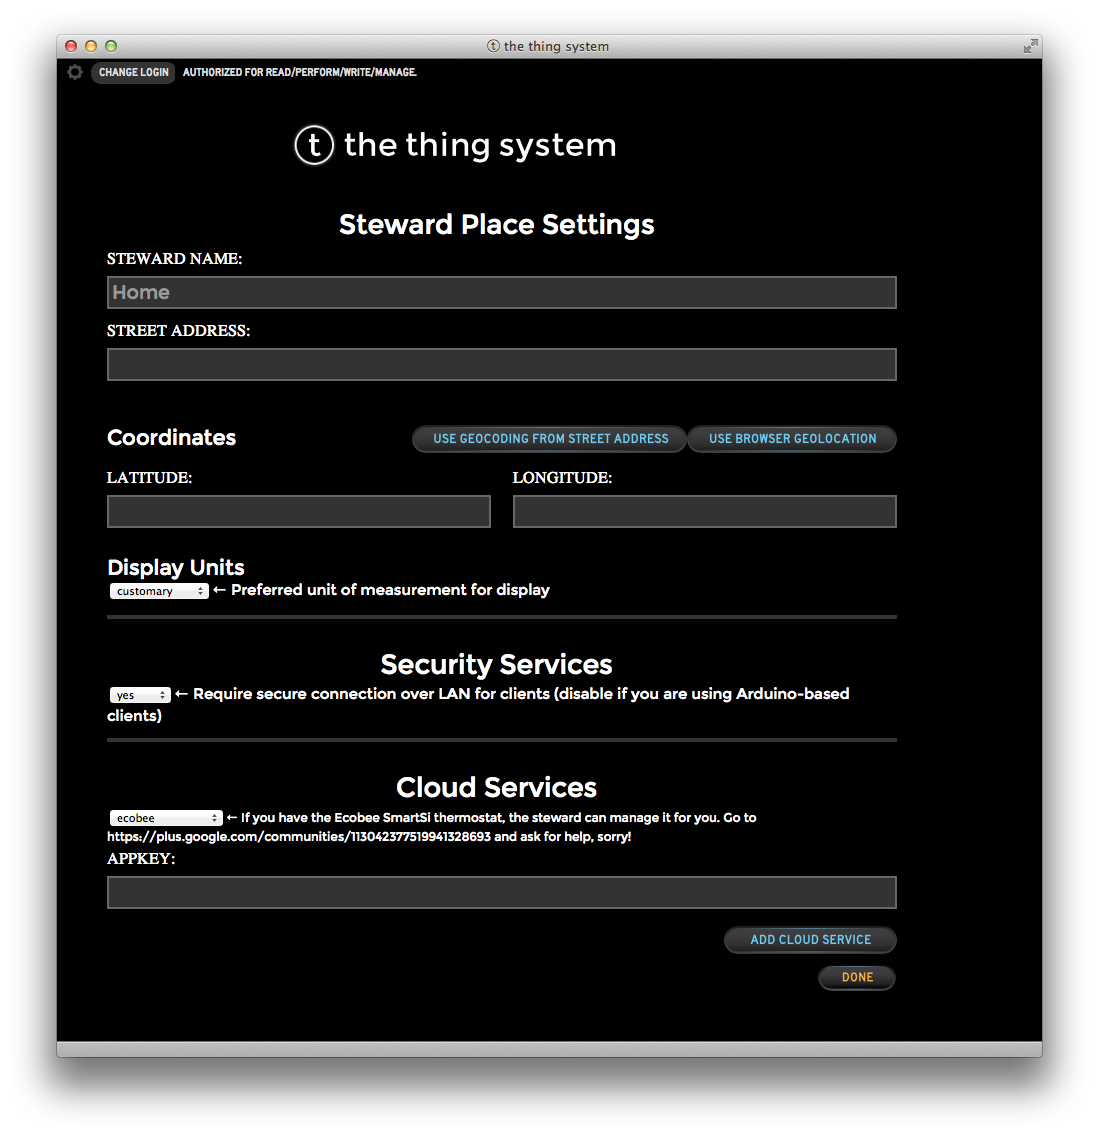 t the thing system
CHANGE LOGIN AUTHORIZED FOR READ/PERFORM/WRITE/MANAGE.
t the thing system
Steward Place Settings
STEWARD NAME:
Home
STREET ADDRESS:
Coordinates USE GEOCODING FROM STREET ADDRESS USE BROWSER GEOLOCATION
LATITUDE: LONGITUDE:
Display Units
customary ← Preferred unit of measurement for display
Security Services
yes ← Require secure connection over LAN for clients (disable if you are using Arduino-based
clients)
Cloud Services
ecobee ← If you have the Ecobee SmartSi thermostat, the steward can manage it for you. Go to
https://plus.google.com/communities/113042377519941328693 and ask for help, sorry!
APPKEY:
ADD CLOUD SERVICE
DONE